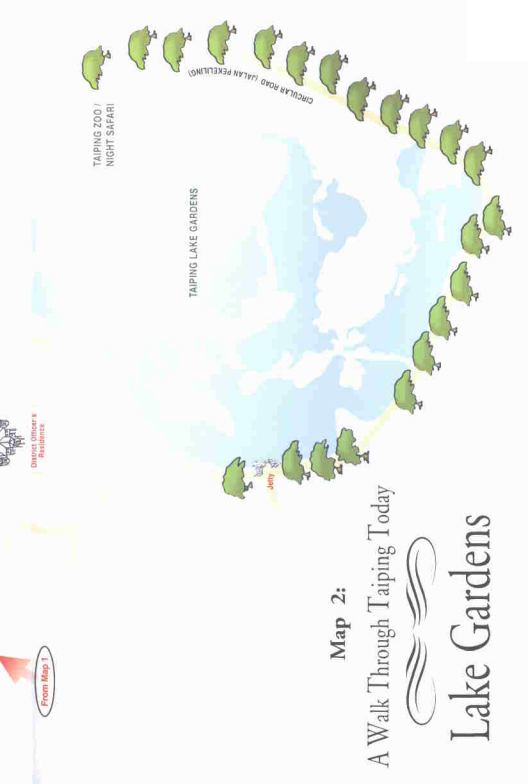 Map 2:
A Walk Through Taiping Today
Lake Gardens
From Map 1
District Officer's
Residence
Jetty
TAIPING LAKE GARDENS
TAIPING ZOO /
NIGHT SAFARI
CIRCULAR ROAD (JALAN PEKELILING)